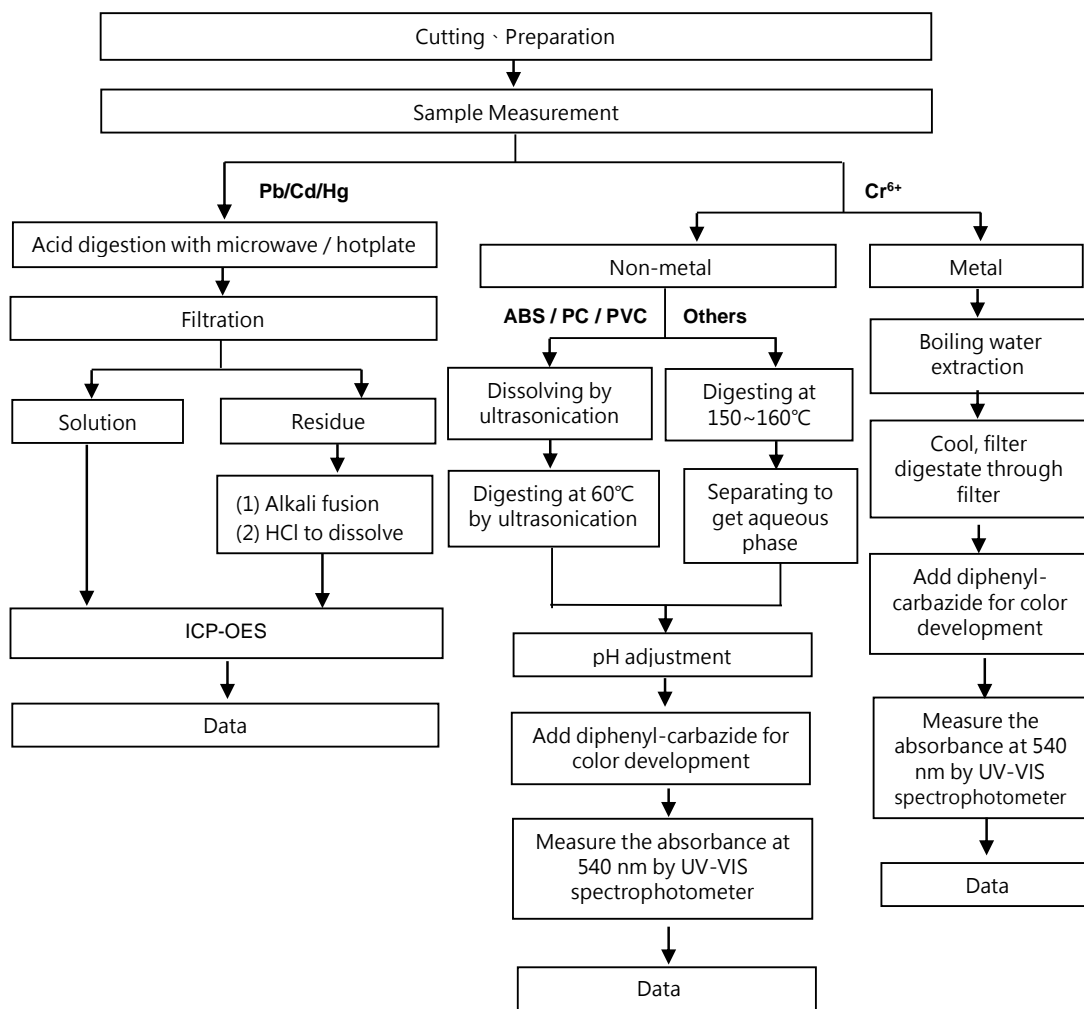 Cutting、Preparation
Sample Measurement
Pb/Cd/Hg
Acid digestion with microwave / hotplate
Filtration
Solution
Residue
(1) Alkali fusion
(2) HCl to dissolve
ICP-OES
Data
Cr⁶⁺
Non-metal
ABS / PC / PVC
Others
Dissolving by
ultrasonication
Digesting at 60℃
by ultrasonication
Digesting at
150~160℃
Separating to
get aqueous
phase
pH adjustment
Add diphenyl-carbazide for
color development
Measure the absorbance at
540 nm by UV-VIS
spectrophotometer
Data
Metal
Boiling water
extraction
Cool, filter
digestate through
filter
Add diphenyl-
carbazide for color
development
Measure the
absorbance at 540
nm by UV-VIS
spectrophotometer
Data